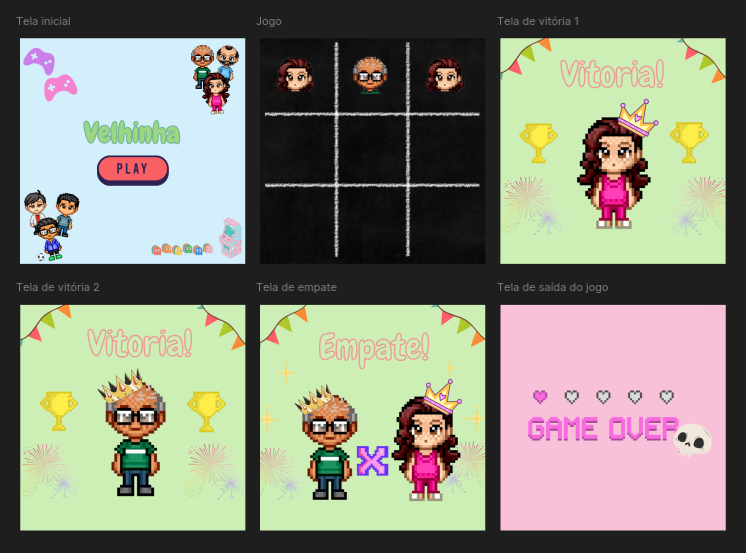 Tela inicial
Jogo
Tela de vitória 1
Velhinha
PLAY
Vitoria!
Tela de vitória 2
Tela de empate
Tela de saída do jogo
Vitoria!
Empate!
X
GAME OVER